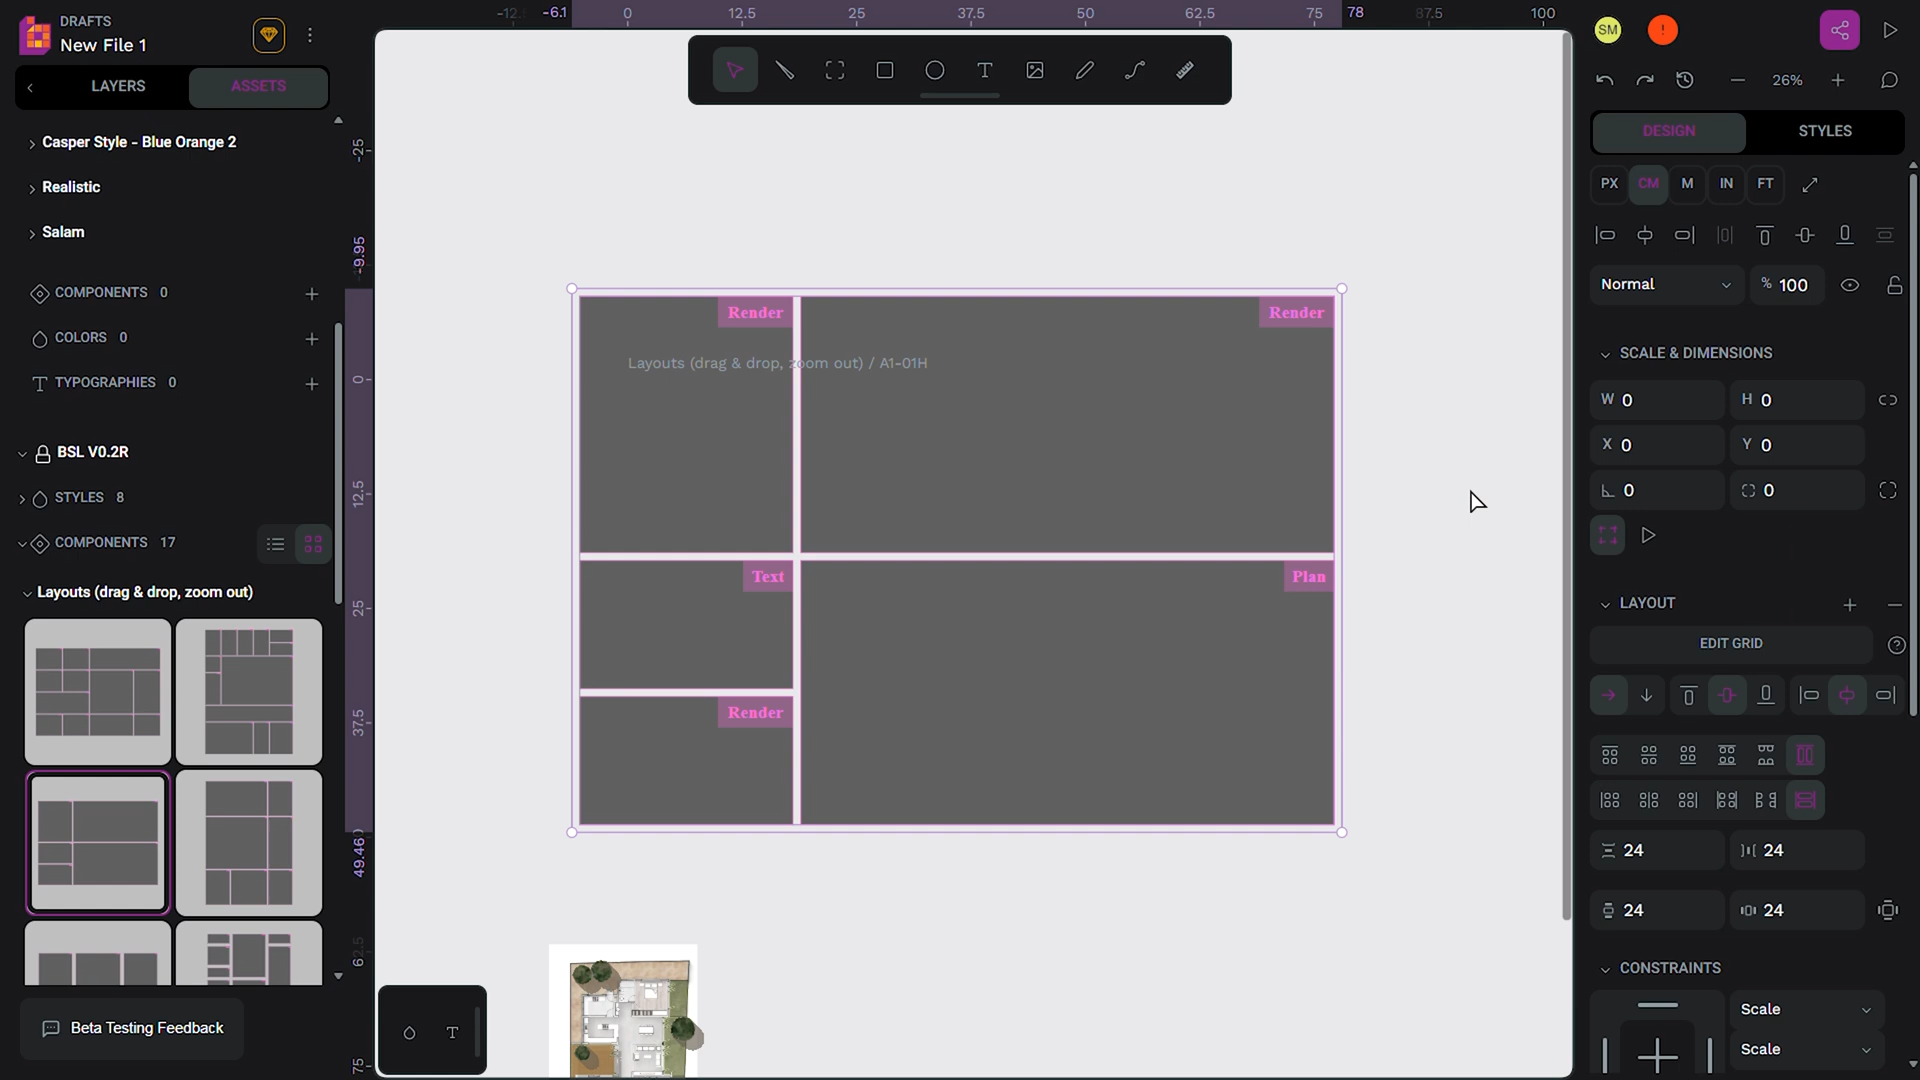 DRAFTS
New File 1
LAYERS
ASSETS
Casper Style - Blue Orange 2
Realistic
Salam
COMPONENTS 0
COLORS 0
TYPOGRAPHIES 0
BSL V0.2R
STYLES 8
COMPONENTS 17
Layouts (drag & drop, zoom out)
Beta Testing Feedback
-12.5 -6.1 0 12.5 25 37.5 50 62.5 75 78 87.5 100
-25
-9.95
0
12.5
25
37.5
49.46
62.5
75
Render
Render
Layouts (drag & drop, zoom out) / A1-01H
Text
Plan
Render
SM
!
26%
DESIGN
STYLES
PX CM M IN FT
Normal
% 100
SCALE & DIMENSIONS
W 0
H 0
X 0
Y 0
0
0
LAYOUT
EDIT GRID
24
24
24
24
CONSTRAINTS
Scale
Scale